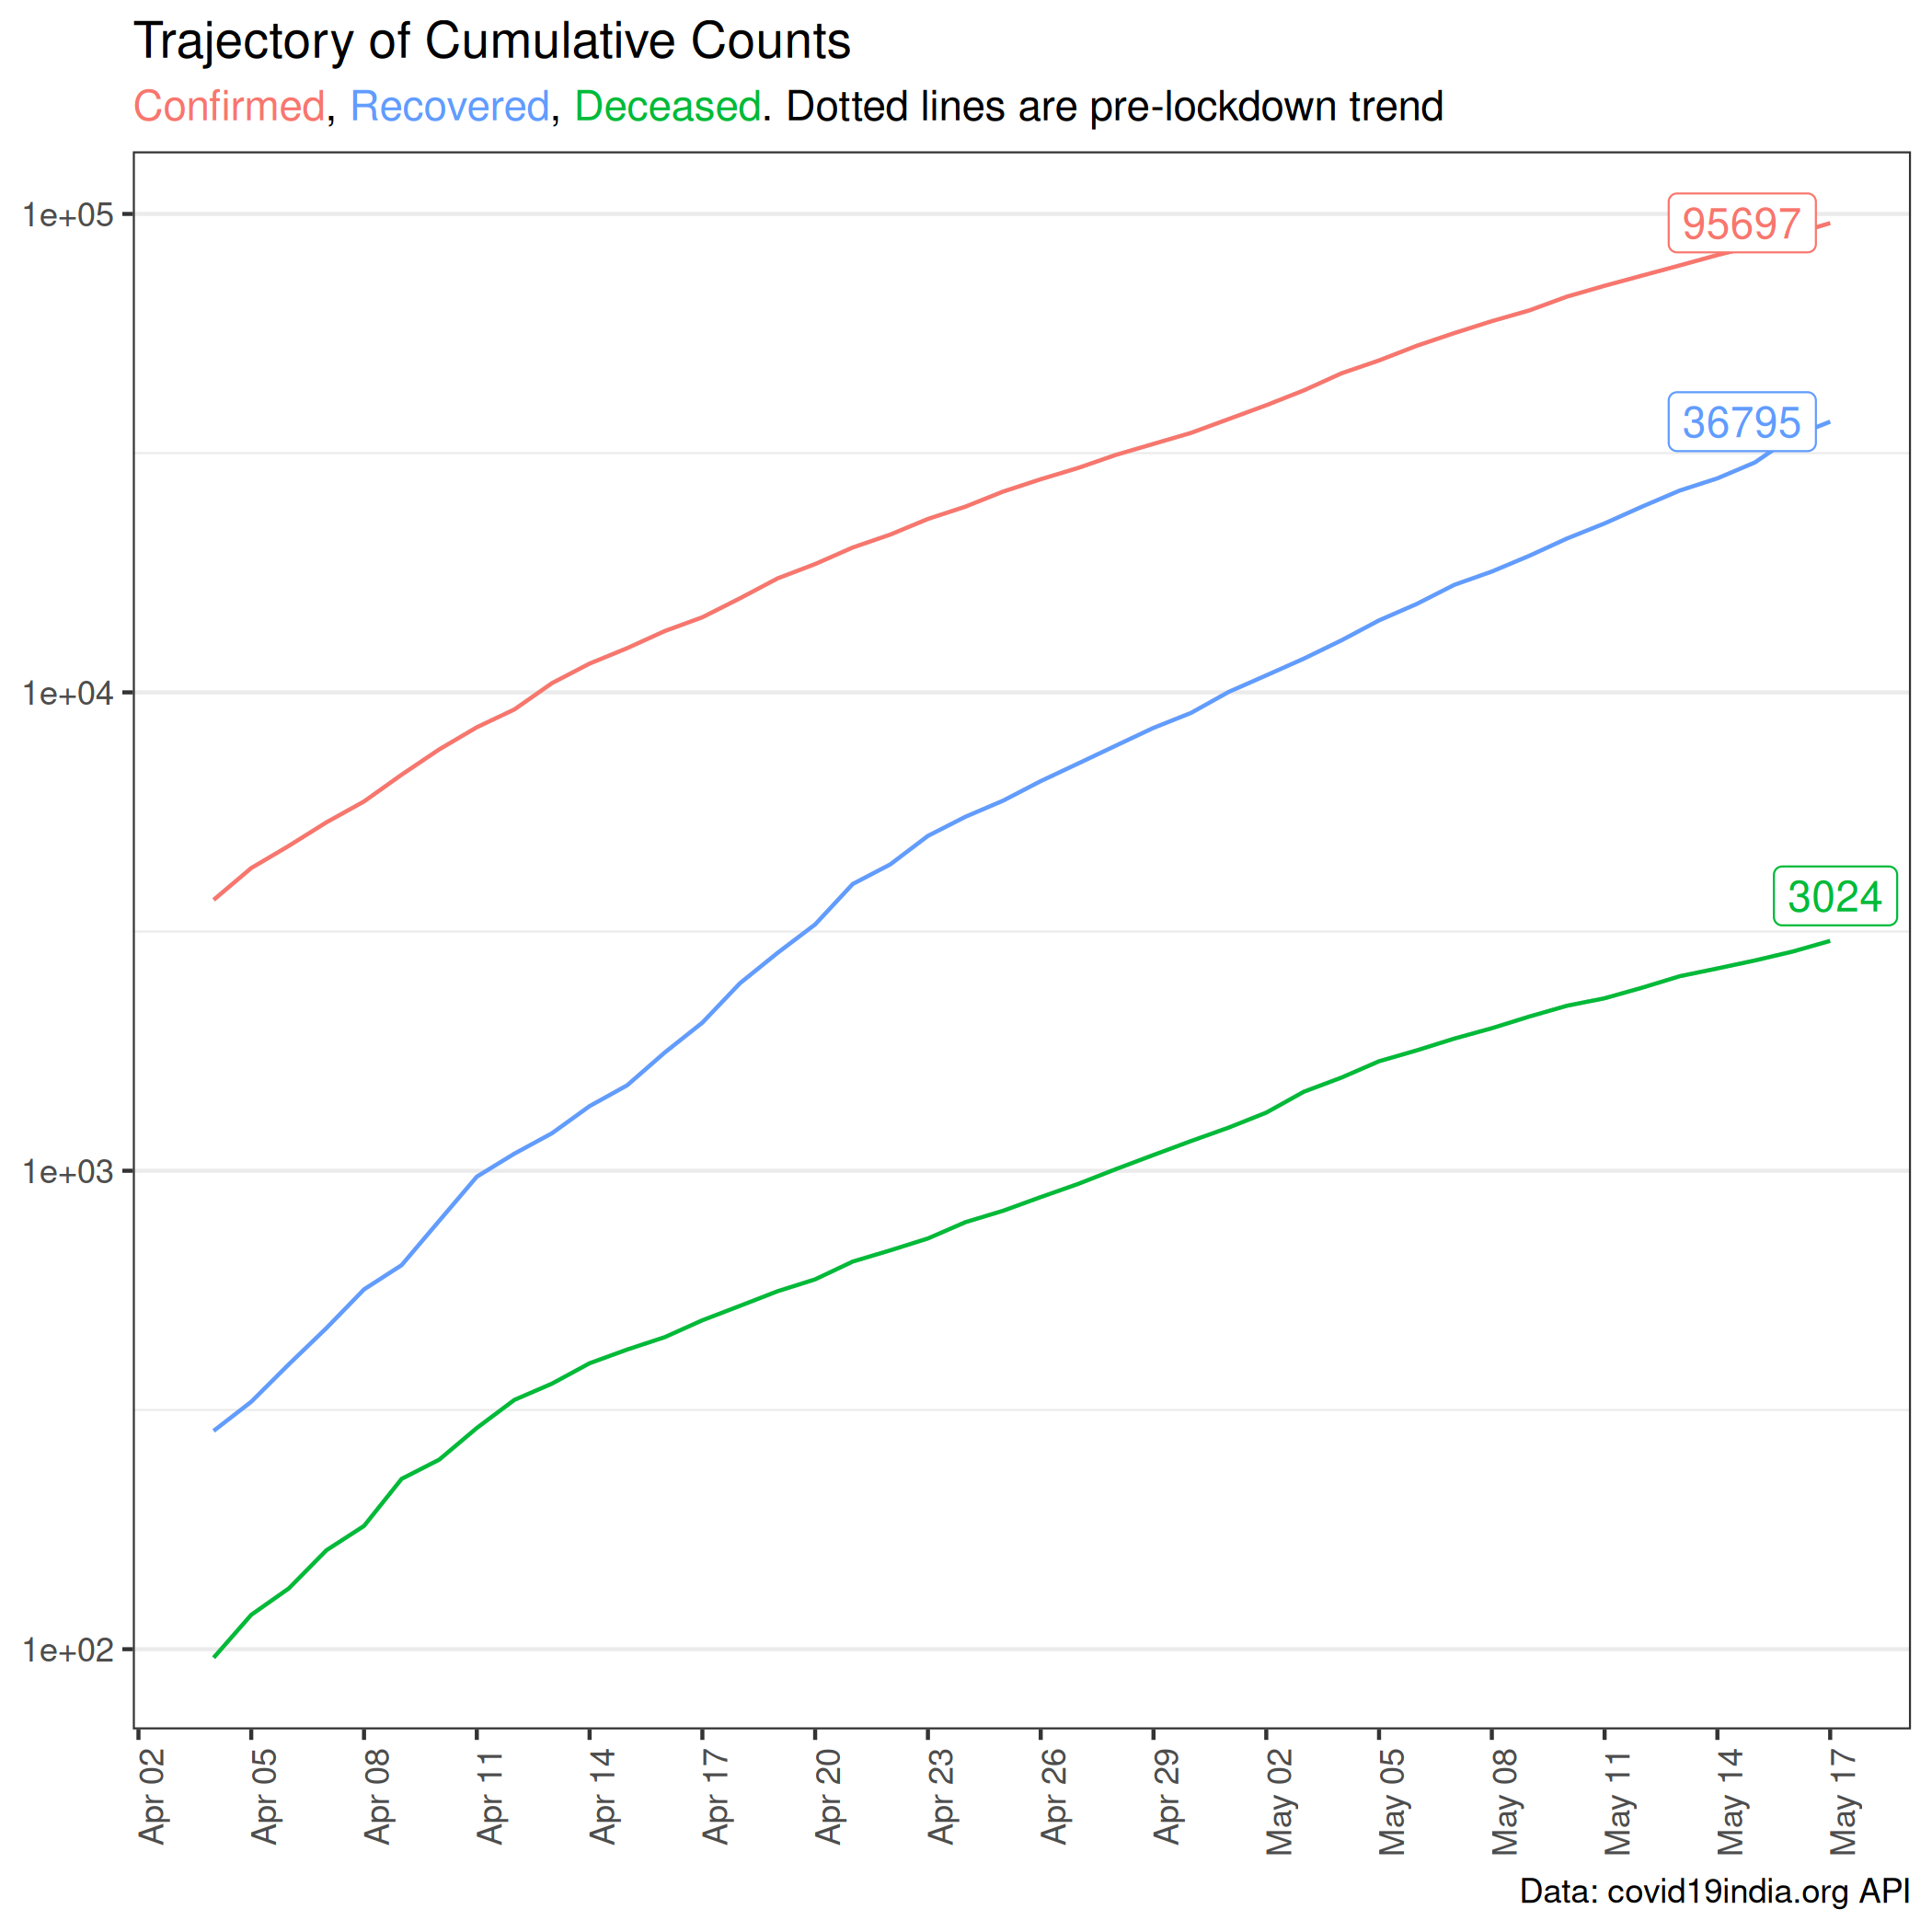 Trajectory of Cumulative Counts
Confirmed, Recovered, Deceased. Dotted lines are pre-lockdown trend
1e+05
95697
36795
1e+04
3024
1e+03
1e+02
Apr 02
Apr 05
Apr 08
Apr 11
Apr 14
Apr 17
Apr 20
Apr 23
Apr 26
Apr 29
May 02
May 05
May 08
May 11
May 14
May 17
Data: covid19india.org API